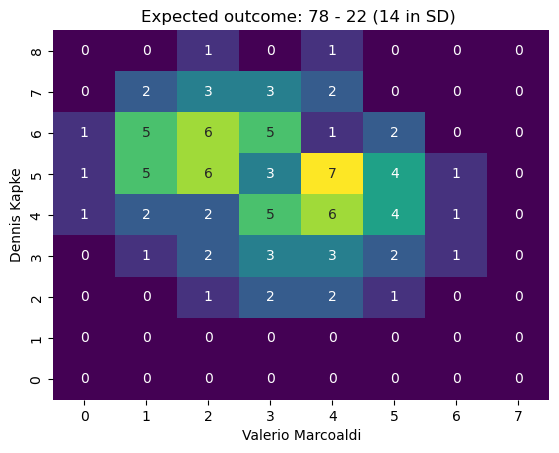 Expected outcome: 78 - 22 (14 in SD)
8 0 0 1 0 1 0 0 0
7 0 2 3 3 2 0 0 0
6 1 5 6 5 1 2 0 0
5 1 5 6 3 7 4 1 0
4 1 2 2 5 6 4 1 0
3 0 1 2 3 3 2 1 0
2 0 0 1 2 2 1 0 0
1 0 0 0 0 0 0 0 0
0 0 0 0 0 0 0 0 0
0 1 2 3 4 5 6 7
Dennis Kapke
Valerio Marcoaldi